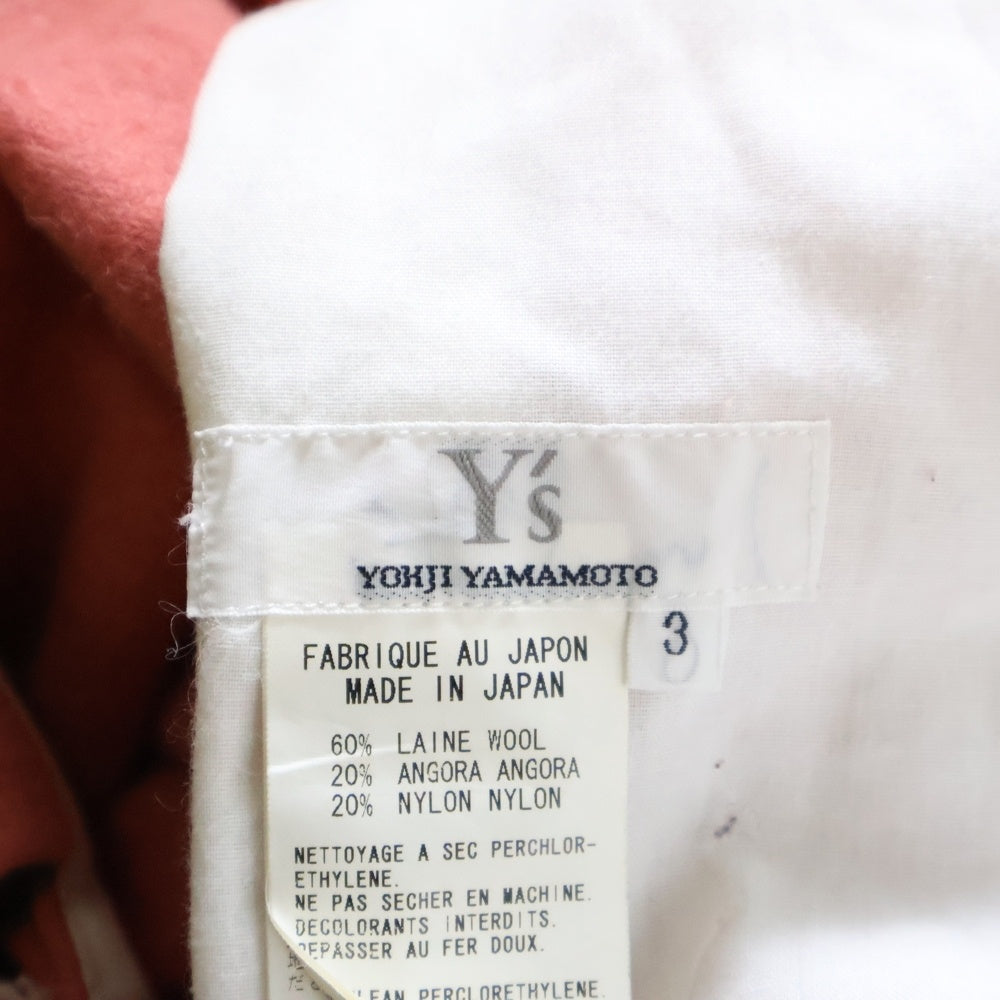 Y's
YOHJI YAMAMOTO
3
FABRIQUE AU JAPON
MADE IN JAPAN
60% LAINE WOOL
20% ANGORA ANGORA
20% NYLON NYLON
NETTOYAGE A SEC PERCHLOR-
ETHYLENE.
NE PAS SECHER EN MACHINE.
DECOLORANTS INTERDITS.
REPASSER AU FER DOUX.
PERCLORETHYLENE.